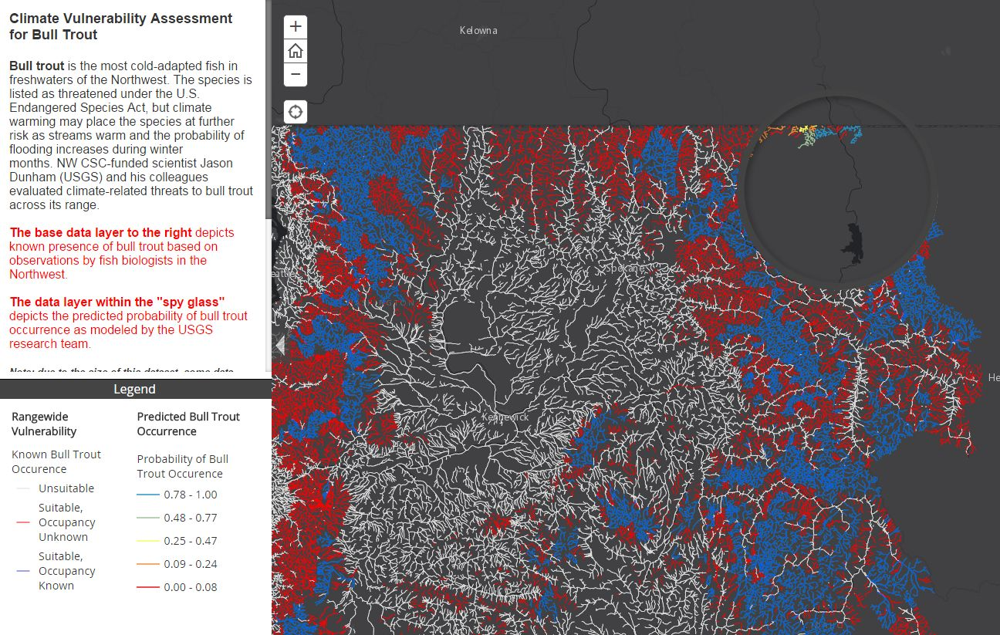 Climate Vulnerability Assessment
for Bull Trout
Bull trout is the most cold-adapted fish in
freshwaters of the Northwest. The species is
listed as threatened under the U.S.
Endangered Species Act, but climate
warming may place the species at further
risk as streams warm and the probability of
flooding increases during winter
months. NW CSC-funded scientist Jason
Dunham (USGS) and his colleagues
evaluated climate-related threats to bull trout
across its range.
The base data layer to the right depicts
known presence of bull trout based on
observations by fish biologists in the
Northwest.
The data layer within the "spy glass"
depicts the predicted probability of bull trout
occurrence as modeled by the USGS
research team.
Note: due to the size of this dataset, some data
Legend
Rangewide
Vulnerability
Known Bull Trout
Occurence
Unsuitable
Suitable,
Occupancy
Unknown
Suitable,
Occupancy
Known
Predicted Bull Trout
Occurrence
Probability of Bull
Trout Occurence
0.78 - 1.00
0.48 - 0.77
0.25 - 0.47
0.09 - 0.24
0.00 - 0.08
+
−
Kelowna
eattle
Spokane
Kennewick
He